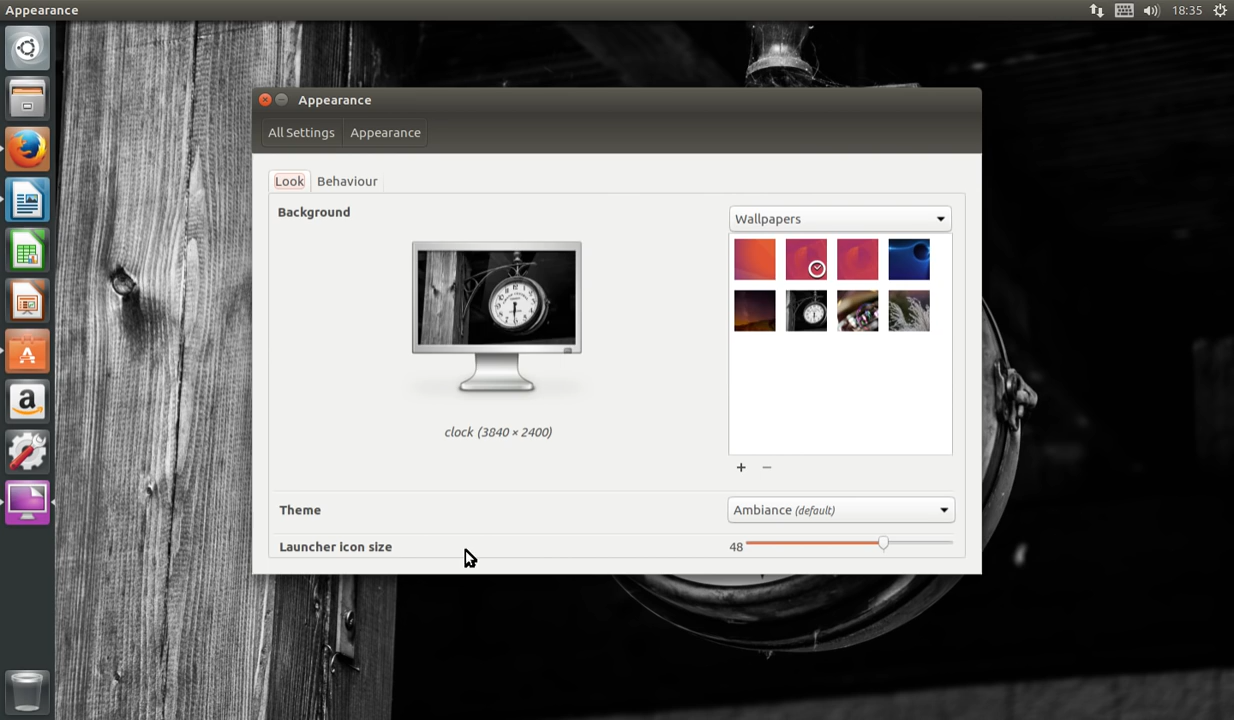 Appearance
18:35
Appearance
All Settings
Appearance
Look
Behaviour
Background
Wallpapers
clock (3840 × 2400)
+ −
Theme
Ambiance (default)
Launcher icon size
48